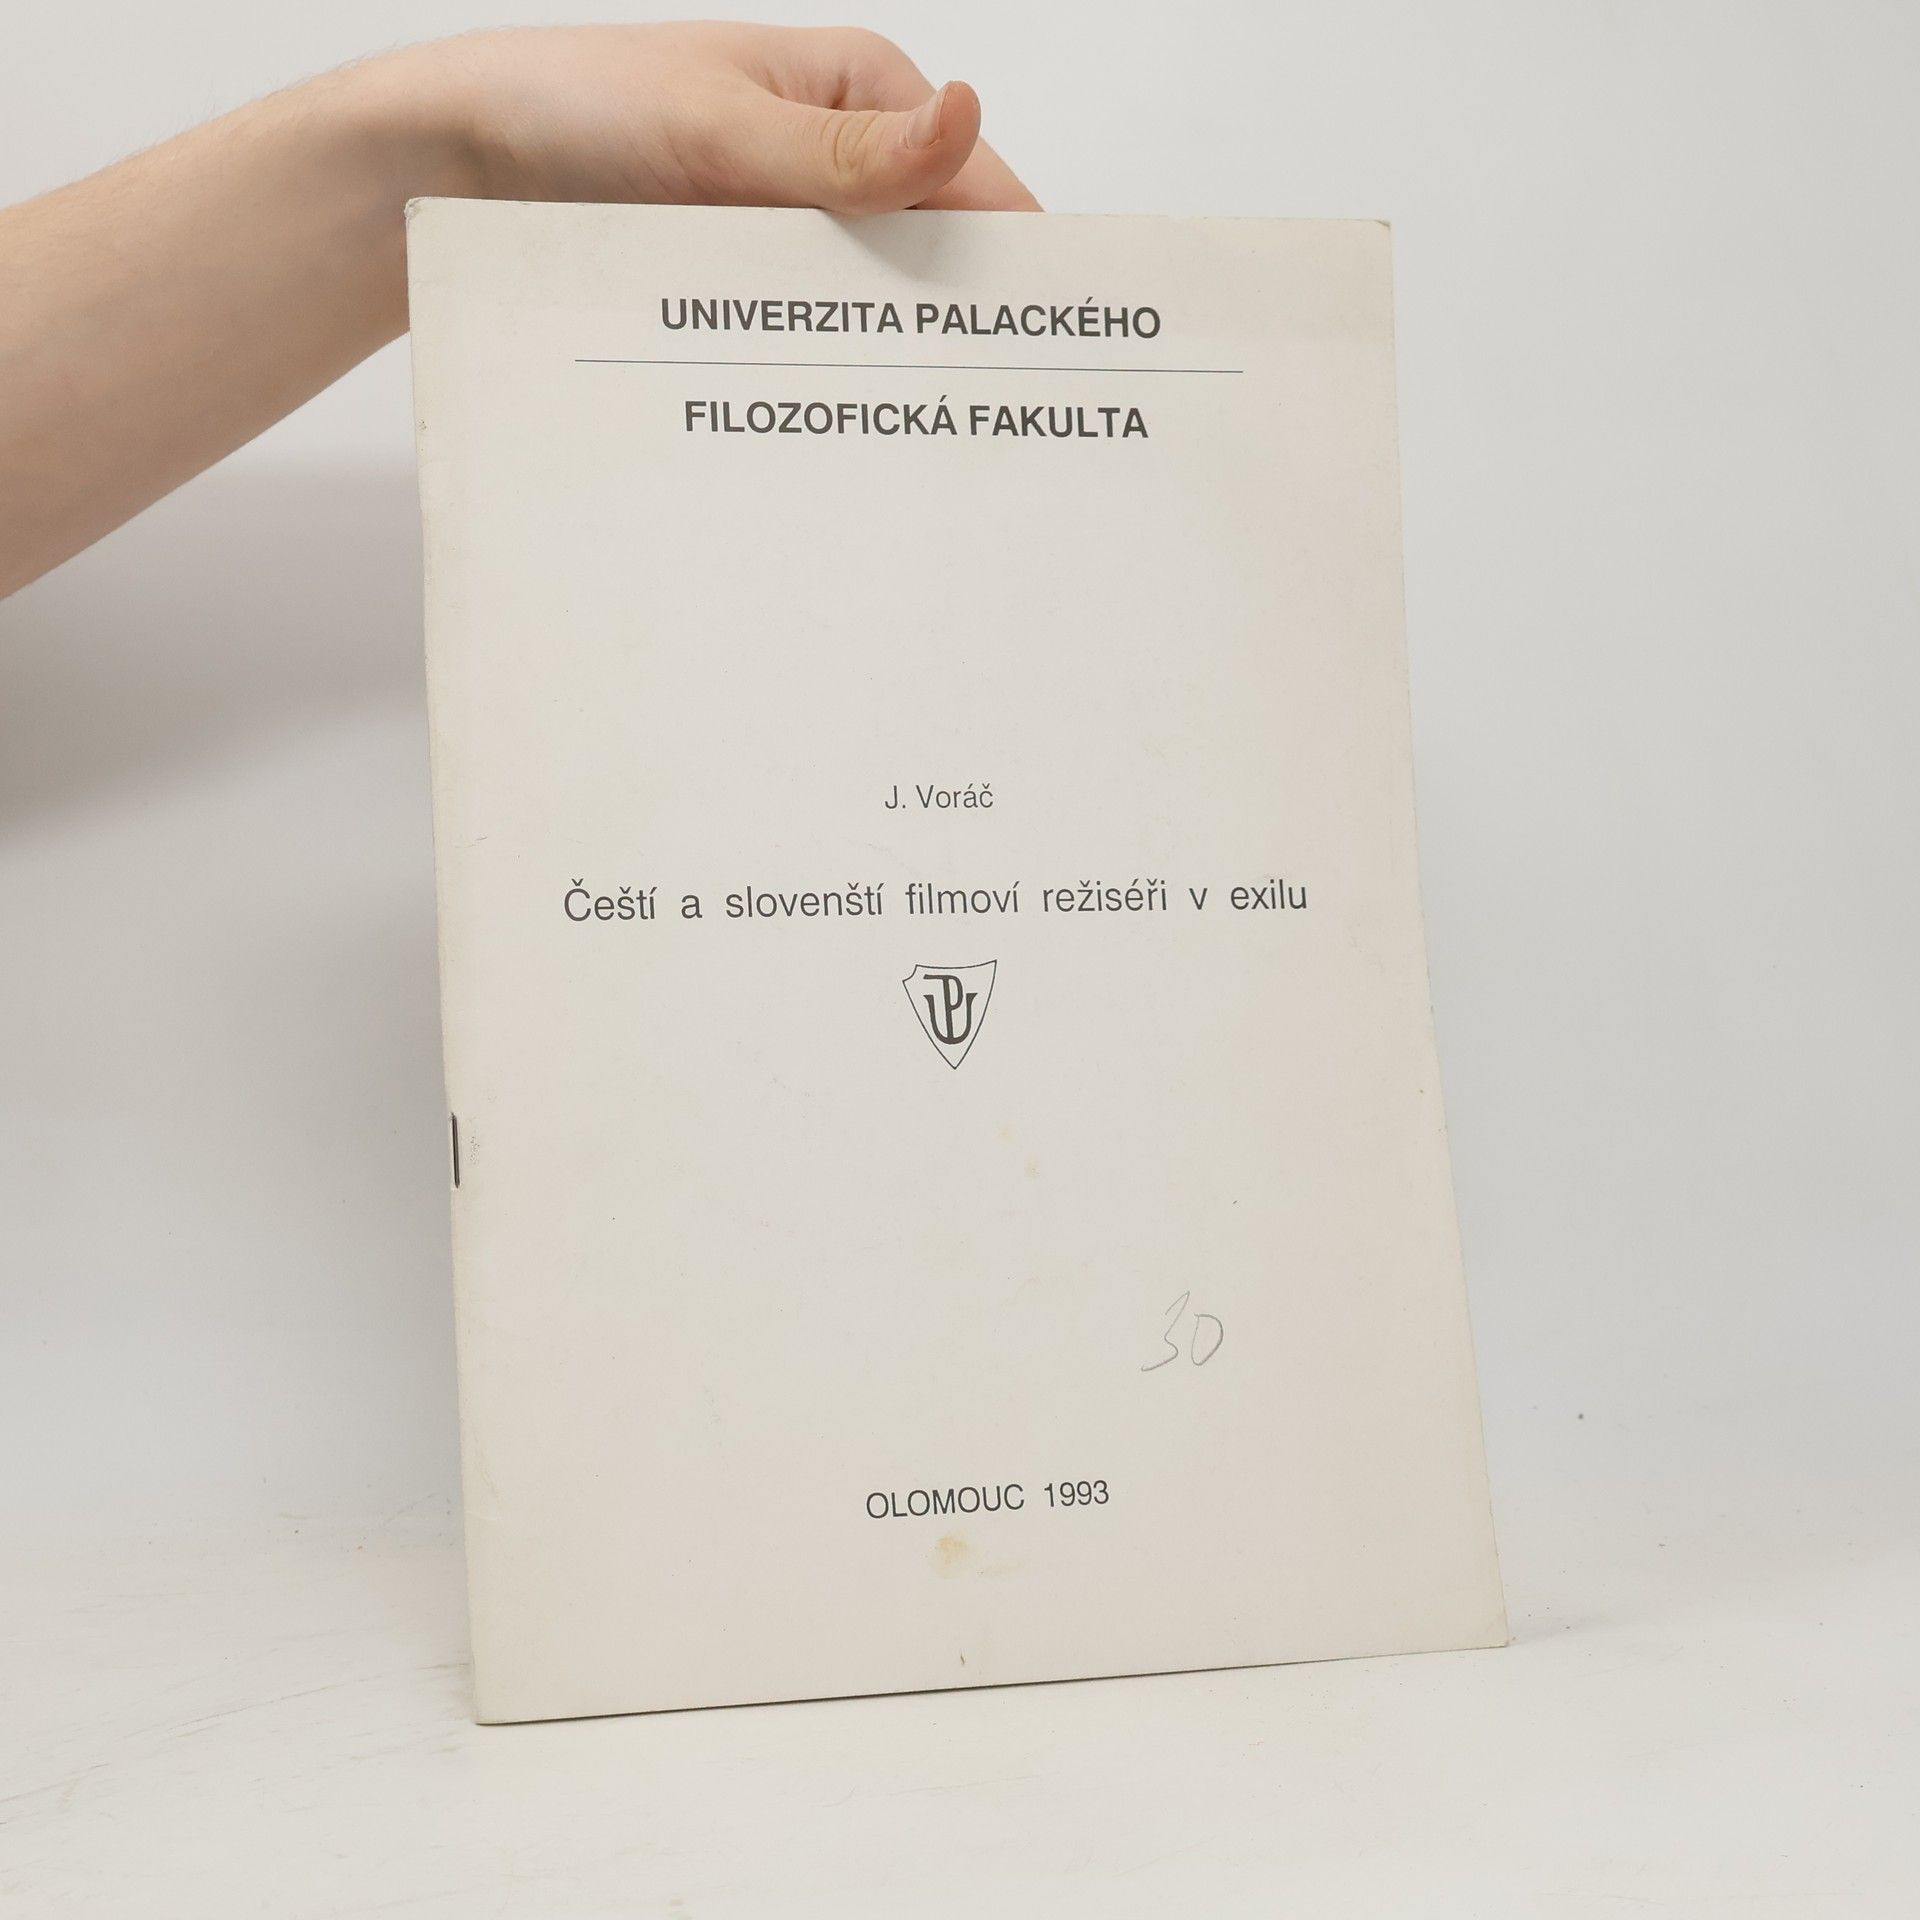 UNIVERZITA PALACKÉHO
FILOZOFICKÁ FAKULTA
J. Voráč
Čeští a slovenští filmoví režiséři v exilu
UP
30
OLOMOUC 1993